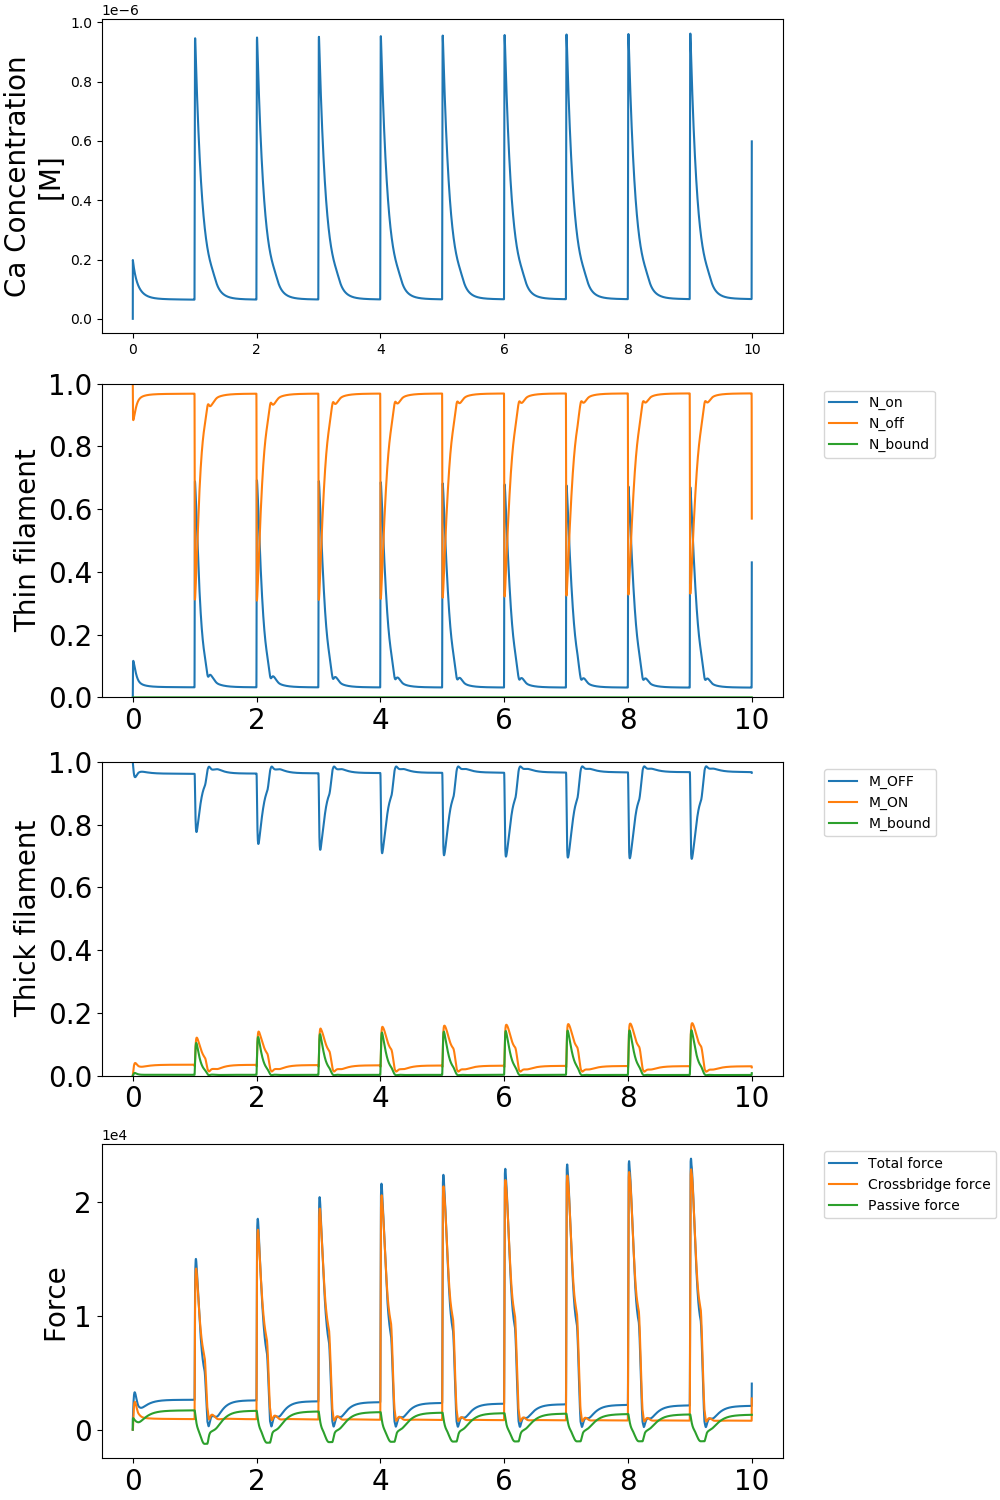 1e−6
Ca Concentration
[M]
1.0
0.8
0.6
0.4
0.2
0.0
0 2 4 6 8 10
Thin filament
1.0
0.8
0.6
0.4
0.2
0.0
0 2 4 6 8 10
N_on
N_off
N_bound
Thick filament
1.0
0.8
0.6
0.4
0.2
0.0
0 2 4 6 8 10
M_OFF
M_ON
M_bound
1e4
Force
2
1
0
0 2 4 6 8 10
Total force
Crossbridge force
Passive force